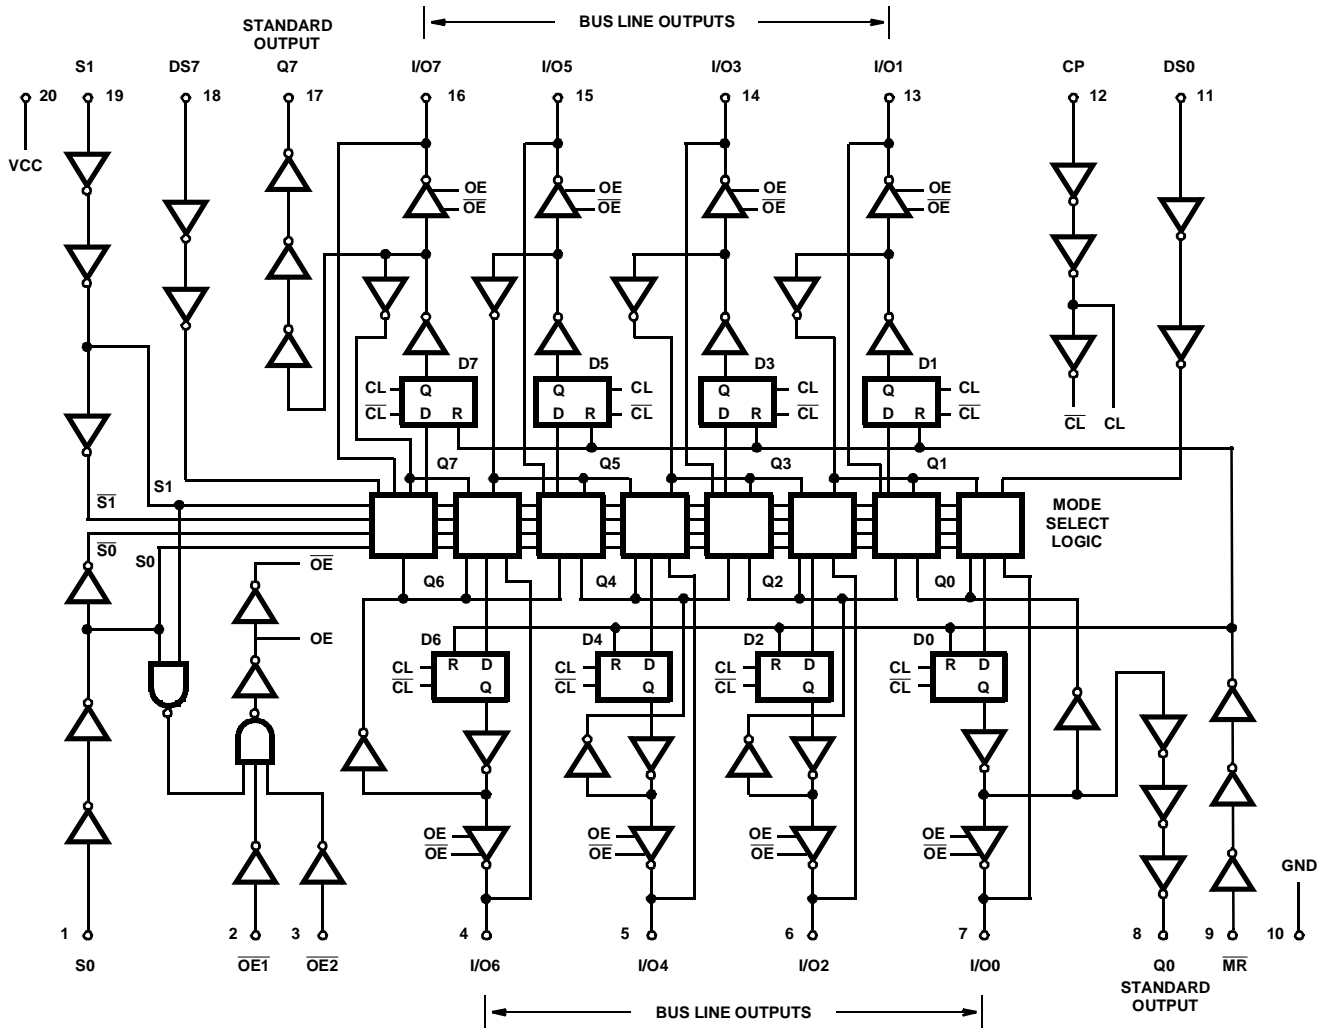 BUS LINE OUTPUTS
STANDARD
OUTPUT
S1 DS7 Q7 I/O7 I/O5 I/O3 I/O1 CP DS0
20 19 18 17 16 15 14 13 12 11
VCC
OE OE OE OE
OE OE OE OE
D7 D5 D3 D1
CL Q Q CL Q CL Q CL
CL D R D R CL D R CL D R CL
CL CL
Q7 Q5 Q3 Q1
S1
S1
MODE
SELECT
LOGIC
S0
S0
OE
Q6 Q4 Q2 Q0
OE
D6 D4 D2 D0
CL R D CL R D CL R D CL R D
CL Q CL Q CL Q CL Q
OE OE OE OE
OE OE OE OE
GND
1 2 3 4 5 6 7 8 9 10
S0 OE1 OE2 I/O6 I/O4 I/O2 I/O0 Q0 MR
STANDARD
OUTPUT
BUS LINE OUTPUTS